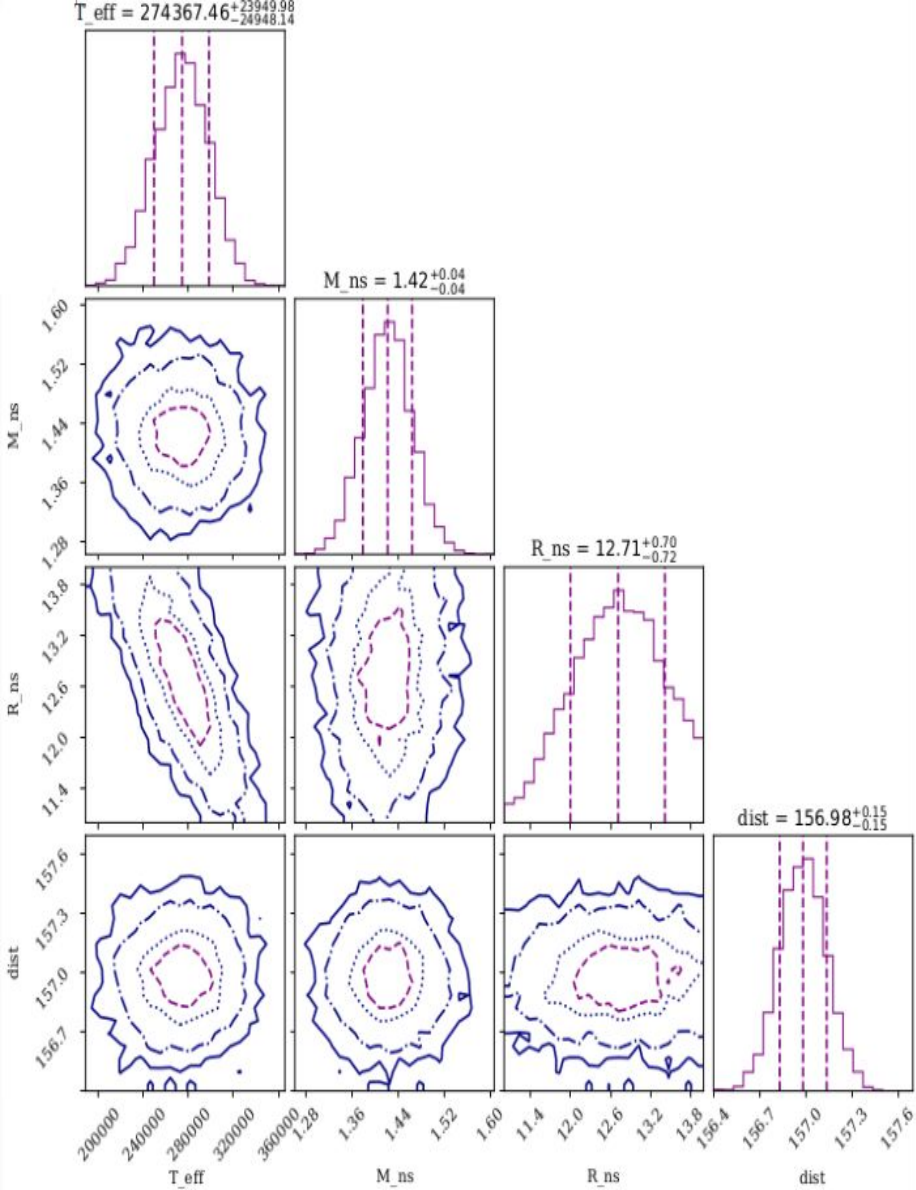 T_eff = 274367.46+23949.98−24948.14
M_ns = 1.42+0.04−0.04
1.60
1.52
1.44
1.36
1.28
M_ns
R_ns = 12.71+0.70−0.72
13.8
13.2
12.6
12.0
11.4
R_ns
dist = 156.98+0.15−0.15
157.6
157.3
157.0
156.7
dist
200000 240000 280000 320000 360000
1.28 1.36 1.44 1.52 1.60
11.4 12.0 12.6 13.2 13.8
156.4 156.7 157.0 157.3 157.6
T_eff M_ns R_ns dist